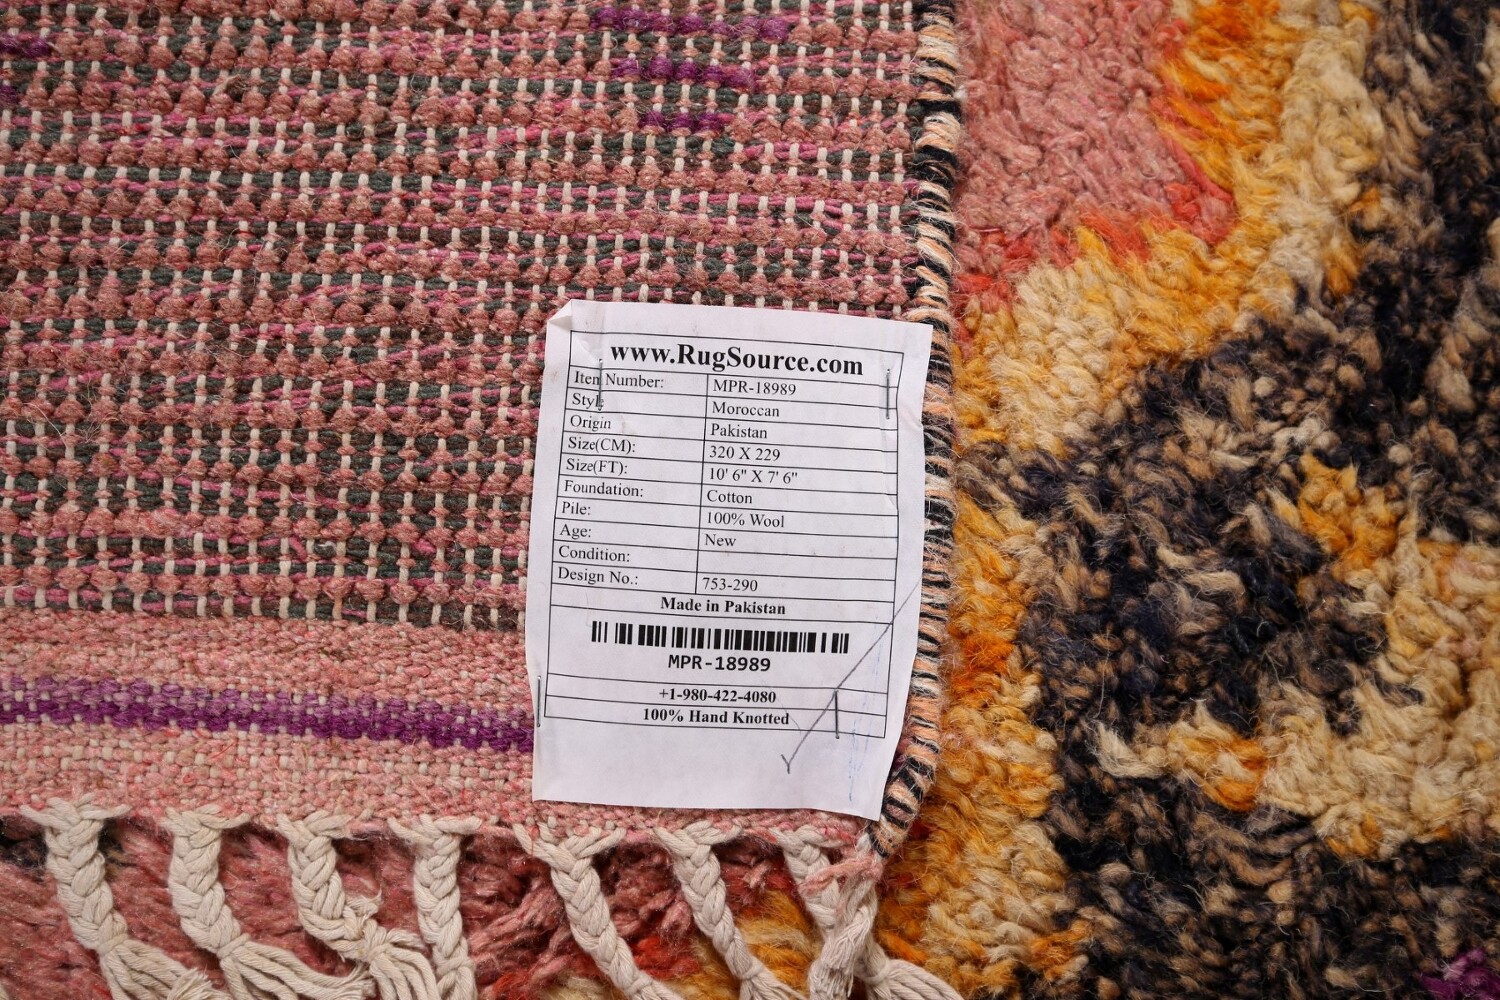 www.RugSource.com
Item Number: MPR-18989
Style Moroccan
Origin Pakistan
Size(CM): 320 X 229
Size(FT): 10' 6" X 7' 6"
Foundation: Cotton
Pile: 100% Wool
Age: New
Condition:
Design No.: 753-290
Made in Pakistan
MPR-18989
+1-980-422-4080
100% Hand Knotted